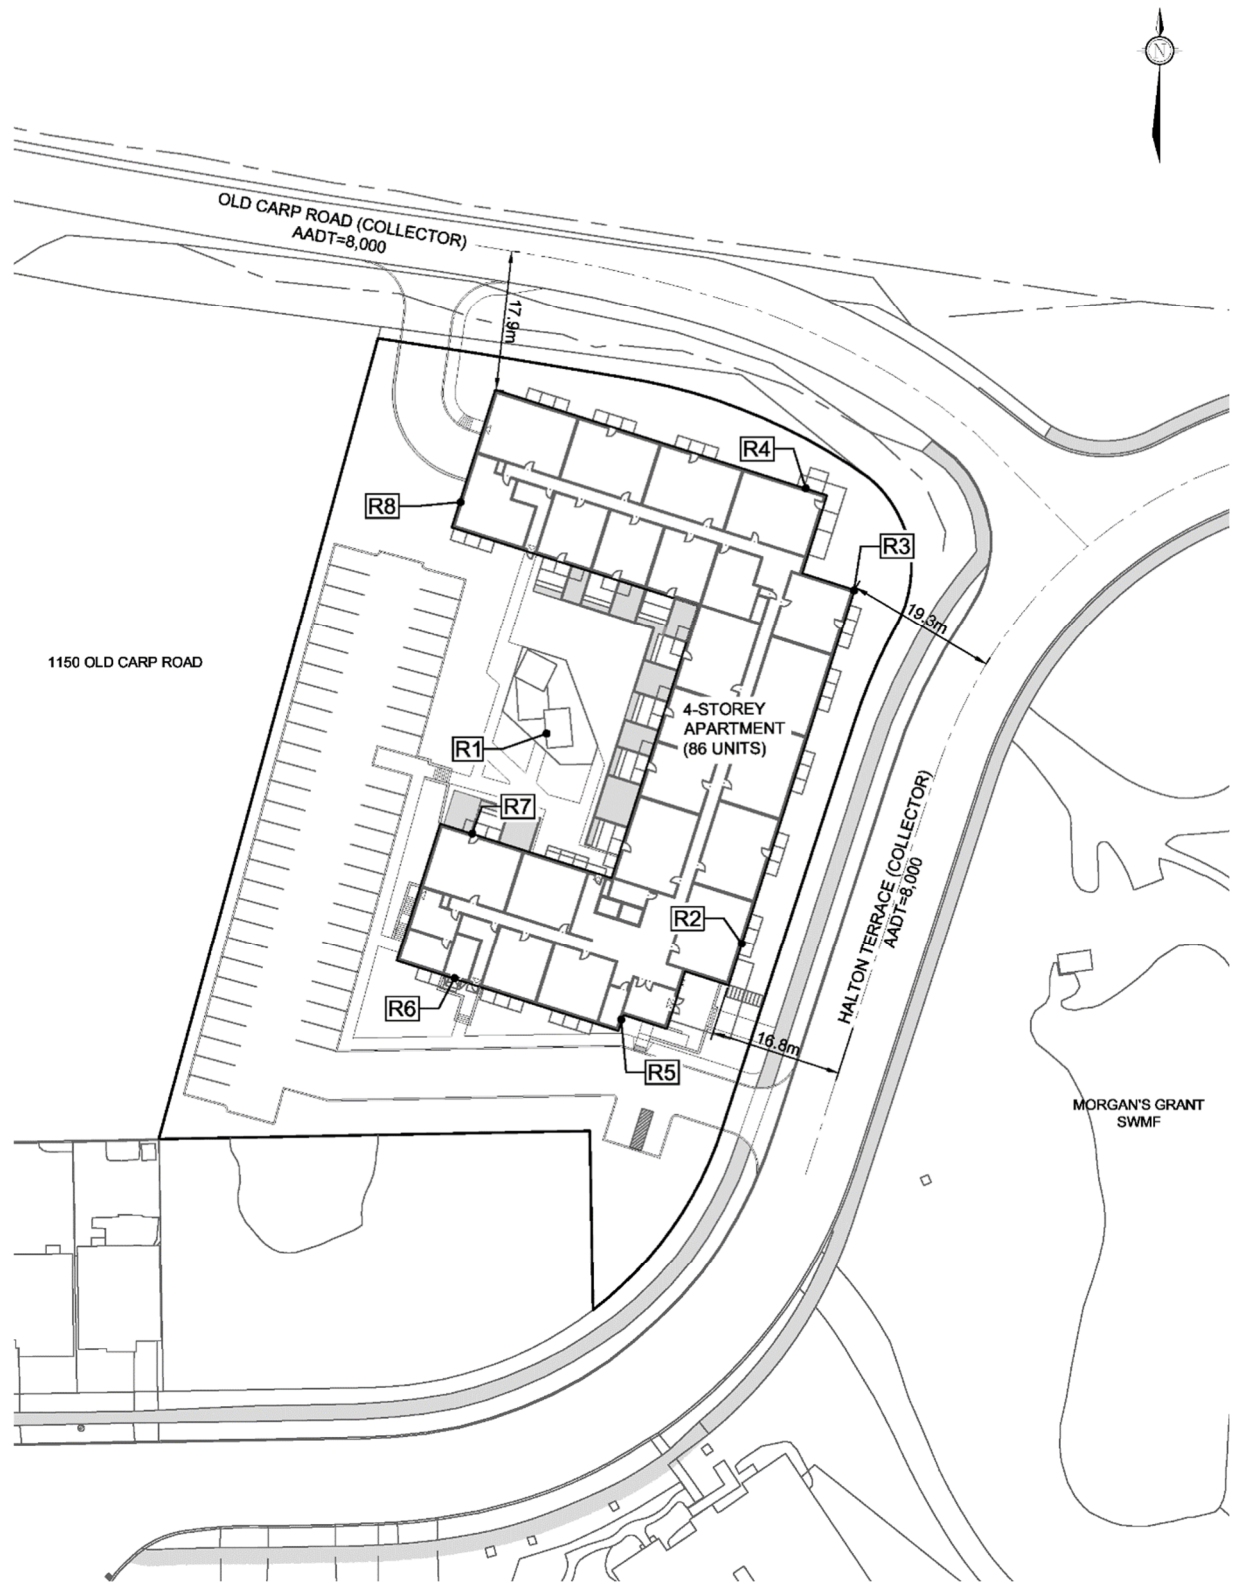 N
OLD CARP ROAD (COLLECTOR)
AADT=8,000
17.9m
R4
R8
R3
19.3m
1150 OLD CARP ROAD
4-STOREY
APARTMENT
(86 UNITS)
R1
R7
R2
HALTON TERRACE (COLLECTOR)
AADT=8,000
R6
16.8m
R5
MORGAN'S GRANT
SWMF